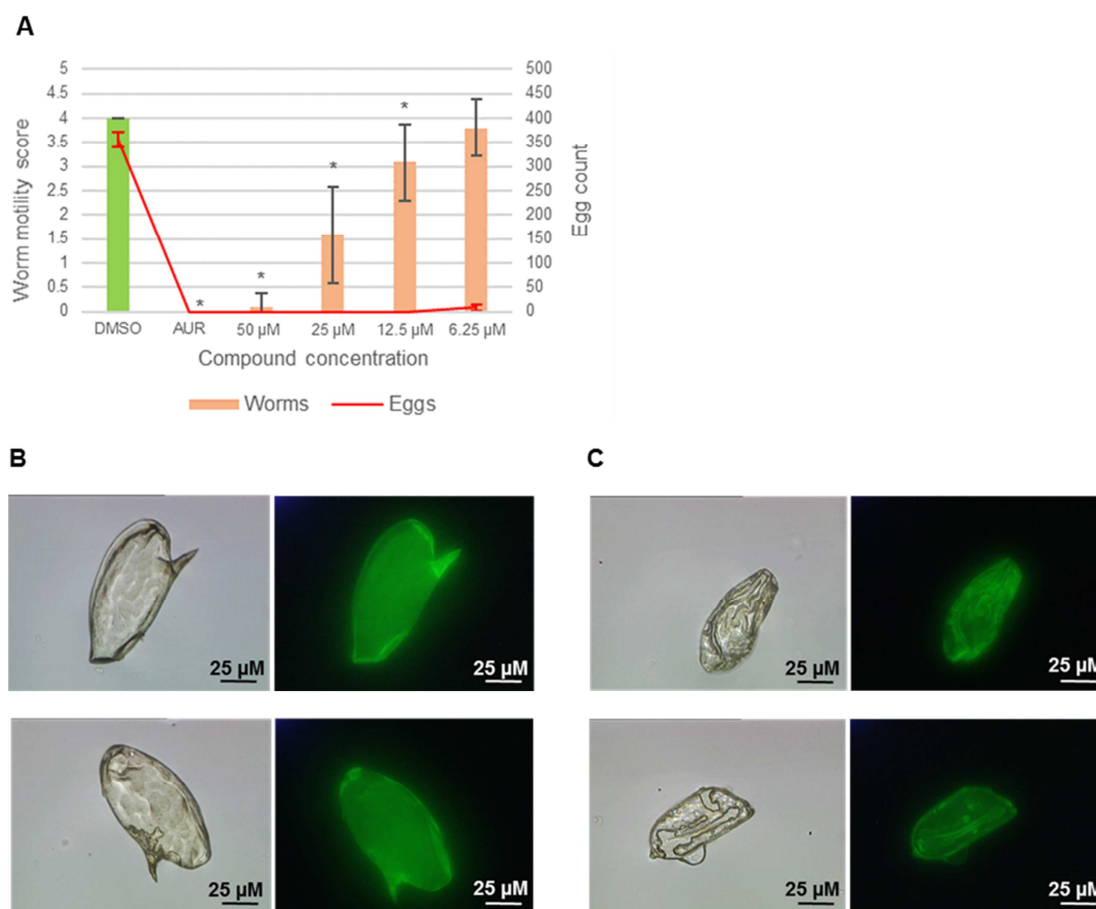 A
5
4.5
4
3.5
3
2.5
2
1.5
1
0.5
0
Worm motility score
500
450
400
350
300
250
200
150
100
50
0
Egg count
* * * *
*
DMSO AUR 50 µM 25 µM 12.5 µM 6.25 µM
Compound concentration
Worms Eggs
B
25 µM 25 µM
25 µM 25 µM
C
25 µM 25 µM
25 µM 25 µM